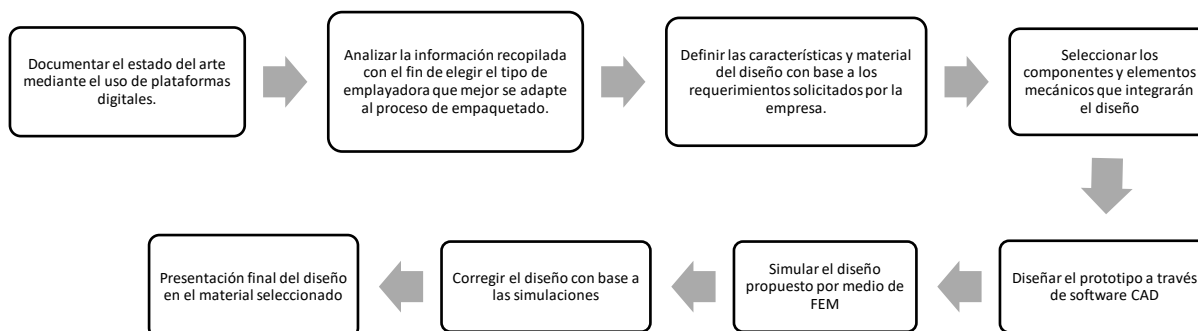 Documentar el estado del arte
mediante el uso de plataformas
digitales.
Analizar la información recopilada
con el fin de elegir el tipo de
emplayadora que mejor se adapte
al proceso de empaquetado.
Definir las características y material
del diseño con base a los
requerimientos solicitados por la
empresa.
Seleccionar los
componentes y elementos
mecánicos que integrarán
el diseño
Diseñar el prototipo a través
de software CAD
Simular el diseño
propuesto por medio de
FEM
Corregir el diseño con base a
las simulaciones
Presentación final del diseño
en el material seleccionado